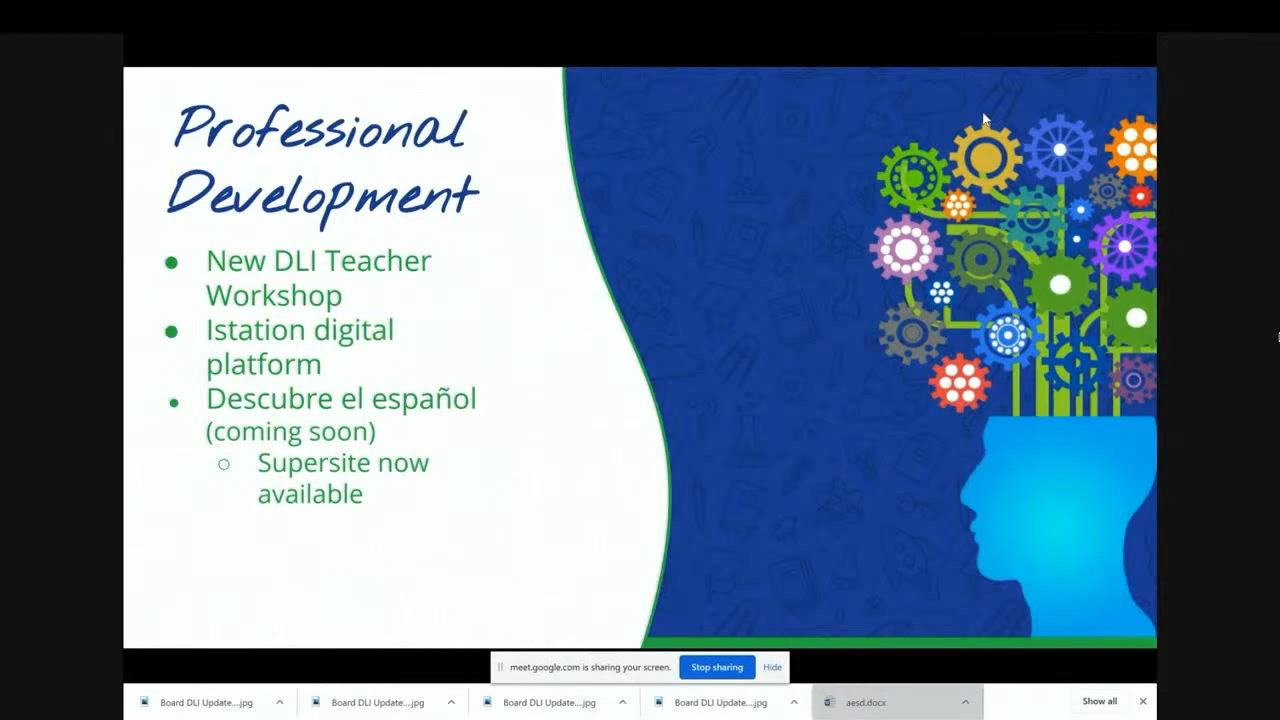 Professional
Development
● New DLI Teacher
Workshop
● Istation digital
platform
● Descubre el español
(coming soon)
○ Supersite now
available
meet.google.com is sharing your screen.
Stop sharing
Hide
Board DLI Update....jpg
Board DLI Update....jpg
Board DLI Update....jpg
Board DLI Update....jpg
aesd.docx
Show all